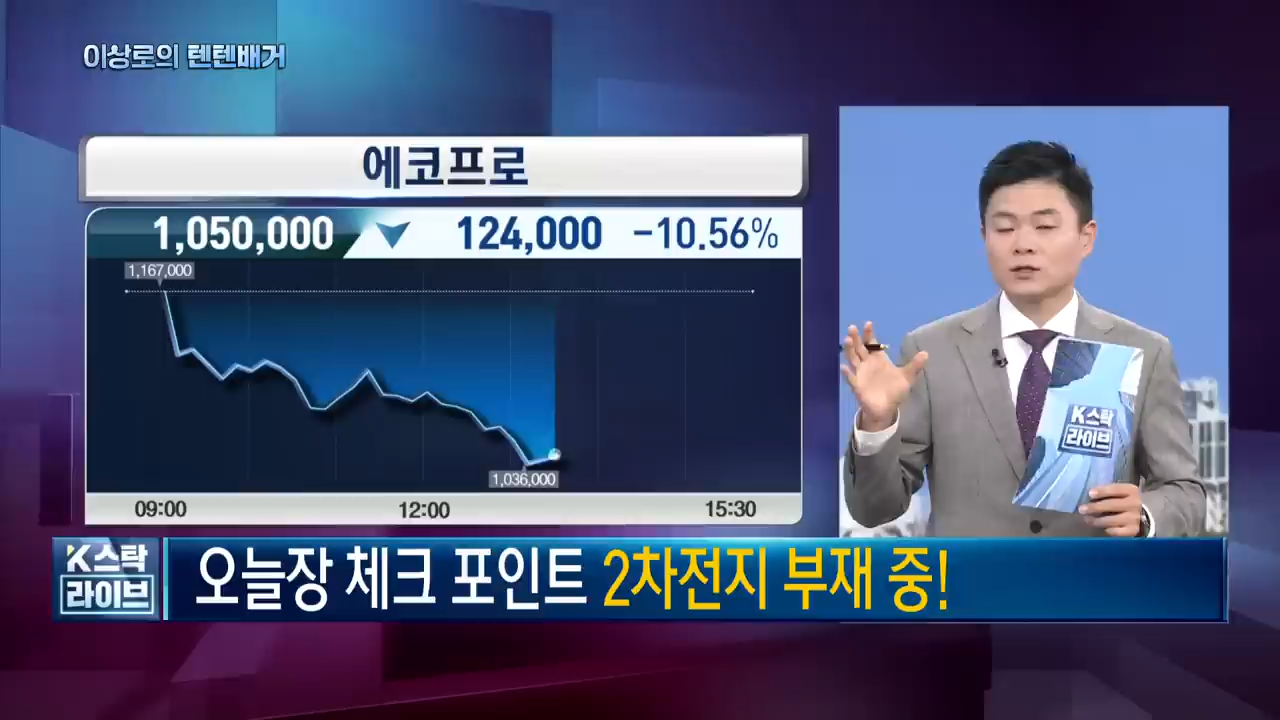 이상로의 텐텐배거
에코프로
1,050,000 ▼ 124,000 -10.56%
1,167,000
1,036,000
09:00 12:00 15:30
K스탁
라이브
K스탁
라이브
오늘장 체크 포인트 2차전지 부재 중!